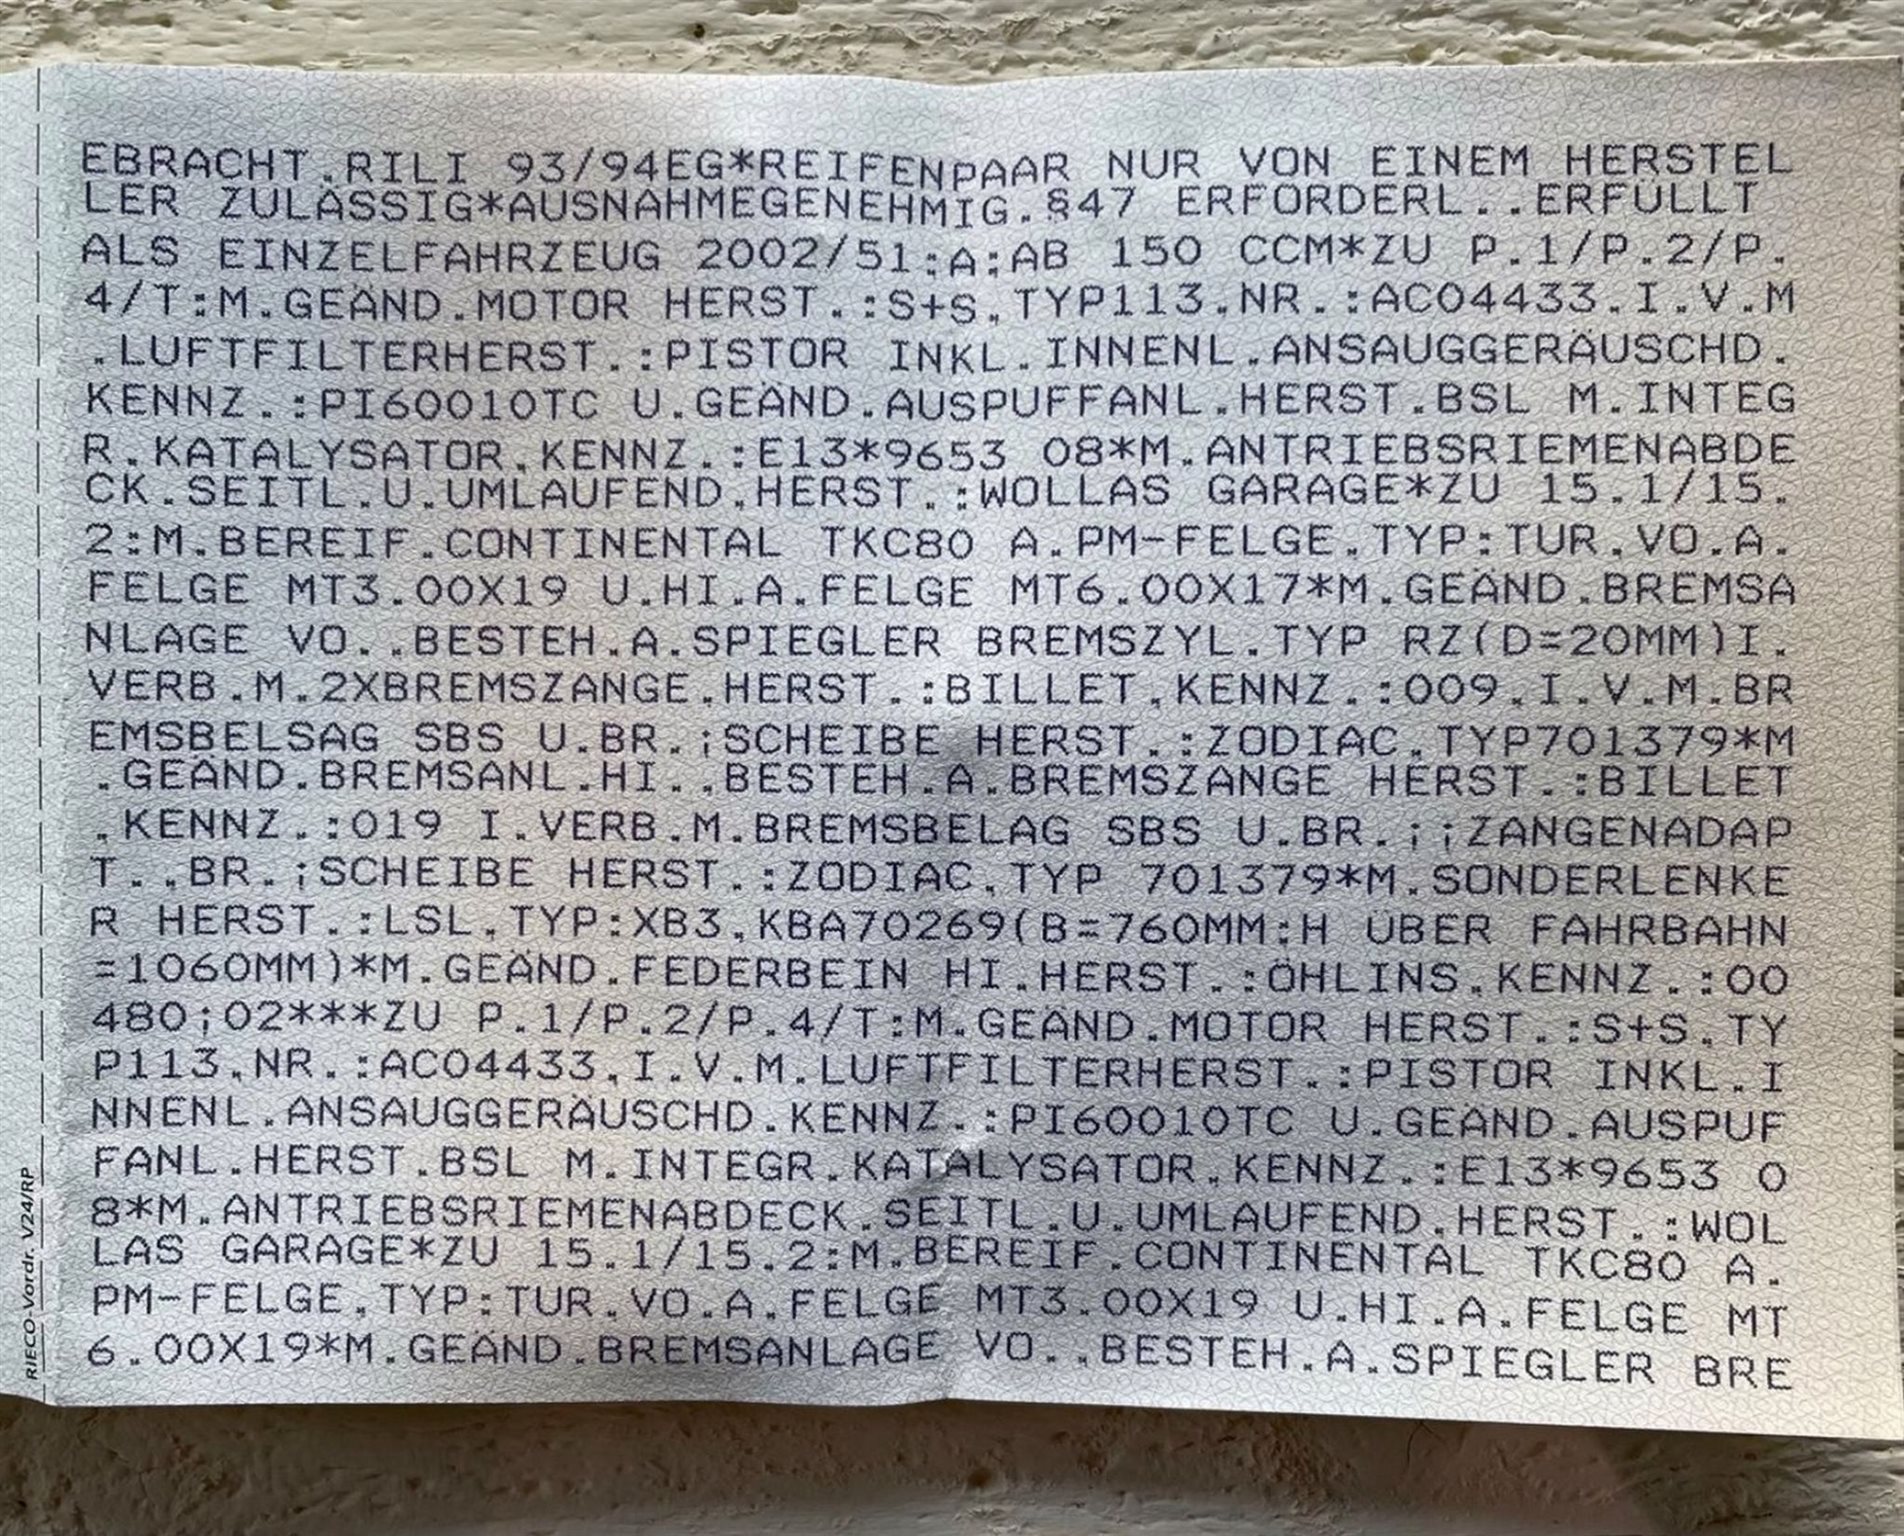 EBRACHT.RILI 93/94EG*REIFENPAAR NUR VON EINEM HERSTEL
LER ZULÄSSIG*AUSNAHMEGENEHMIG.§47 ERFORDERL..ERFÜLLT
ALS EINZELFAHRZEUG 2002/51:A:AB 150 CCM*ZU P.1/P.2/P.
4/T:M.GEÄND.MOTOR HERST.:S+S.TYP113.NR.:AC04433.I.V.M
.LUFTFILTERHERST.:PISTOR INKL.INNENL.ANSAUGGERÄUSCHD.
KENNZ.:PI60010TC U.GEÄND.AUSPUFFANL.HERST.BSL M.INTEG
R.KATALYSATOR.KENNZ.:E13*9653 08*M.ANTRIEBSRIEMENABDE
CK.SEITL.U.UMLAUFEND.HERST.:WOLLAS GARAGE*ZU 15.1/15.
2:M.BEREIF.CONTINENTAL TKC80 A.PM-FELGE.TYP:TUR.VO.A.
FELGE MT3.00X19 U.HI.A.FELGE MT6.00X17*M.GEÄND.BREMSA
NLAGE VO..BESTEH.A.SPIEGLER BREMSZYL.TYP RZ(D=20MM)I.
VERB.M.2XBREMSZANGE.HERST.:BILLET.KENNZ.:009.I.V.M.BR
EMSBELSAG SBS U.BR.;SCHEIBE HERST.:ZODIAC.TYP701379*M
.GEÄND.BREMSANL.HI..BESTEH.A.BREMSZANGE HERST.:BILLET
.KENNZ.:019 I.VERB.M.BREMSBELAG SBS U.BR.;;ZANGENADAP
T..BR.;SCHEIBE HERST.:ZODIAC.TYP 701379*M.SONDERLENKE
R HERST.:LSL.TYP:XB3.KBA70269(B=760MM:H ÜBER FAHRBAHN
=1060MM)*M.GEÄND.FEDERBEIN HI.HERST.:ÖHLINS.KENNZ.:00
480;02***ZU P.1/P.2/P.4/T:M.GEÄND.MOTOR HERST.:S+S.TY
P113.NR.:AC04433.I.V.M.LUFTFILTERHERST.:PISTOR INKL.I
NNENL.ANSAUGGERÄUSCHD.KENNZ.:PI60010TC U.GEÄND.AUSPUF
FANL.HERST.BSL M.INTEGR.KATALYSATOR.KENNZ.:E13*9653 0
8*M.ANTRIEBSRIEMENABDECK.SEITL.U.UMLAUFEND.HERST.:WOL
LAS GARAGE*ZU 15.1/15.2:M.BEREIF.CONTINENTAL TKC80 A.
PM-FELGE.TYP:TUR.VO.A.FELGE MT3.00X19 U.HI.A.FELGE MT
6.00X19*M.GEÄND.BREMSANLAGE VO..BESTEH.A.SPIEGLER BRE
RIECO-Vordr. V24/RP